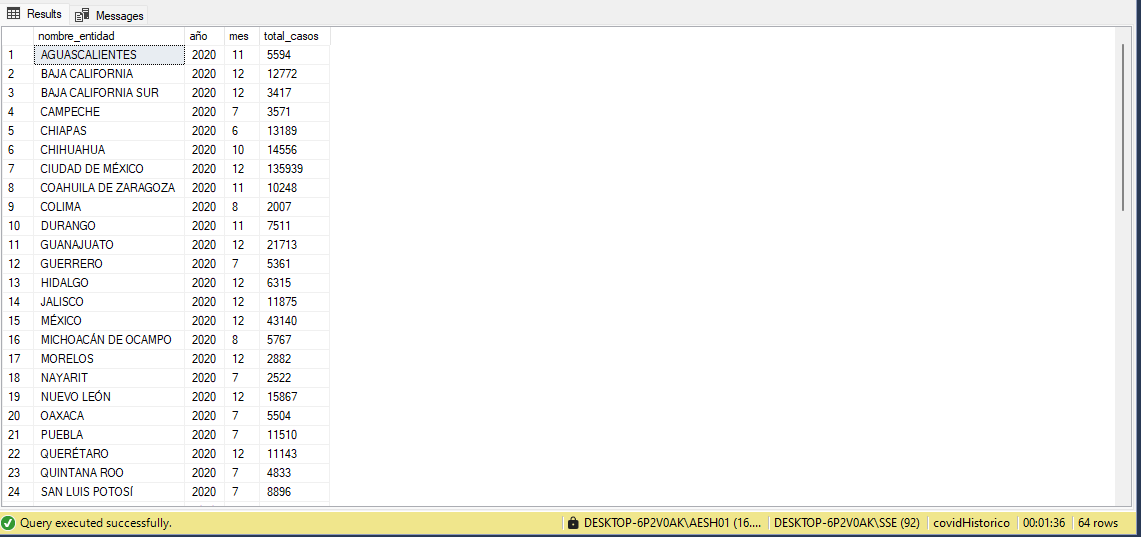 Results Messages
nombre_entidad año mes total_casos
1 AGUASCALIENTES 2020 11 5594
2 BAJA CALIFORNIA 2020 12 12772
3 BAJA CALIFORNIA SUR 2020 12 3417
4 CAMPECHE 2020 7 3571
5 CHIAPAS 2020 6 13189
6 CHIHUAHUA 2020 10 14556
7 CIUDAD DE MÉXICO 2020 12 135939
8 COAHUILA DE ZARAGOZA 2020 11 10248
9 COLIMA 2020 8 2007
10 DURANGO 2020 11 7511
11 GUANAJUATO 2020 12 21713
12 GUERRERO 2020 7 5361
13 HIDALGO 2020 12 6315
14 JALISCO 2020 12 11875
15 MÉXICO 2020 12 43140
16 MICHOACÁN DE OCAMPO 2020 8 5767
17 MORELOS 2020 12 2882
18 NAYARIT 2020 7 2522
19 NUEVO LEÓN 2020 12 15867
20 OAXACA 2020 7 5504
21 PUEBLA 2020 7 11510
22 QUERÉTARO 2020 12 11143
23 QUINTANA ROO 2020 7 4833
24 SAN LUIS POTOSÍ 2020 7 8896
Query executed successfully. DESKTOP-6P2V0AK\AESH01 (16.... DESKTOP-6P2V0AK\SSE (92) covidHistorico 00:01:36 64 rows